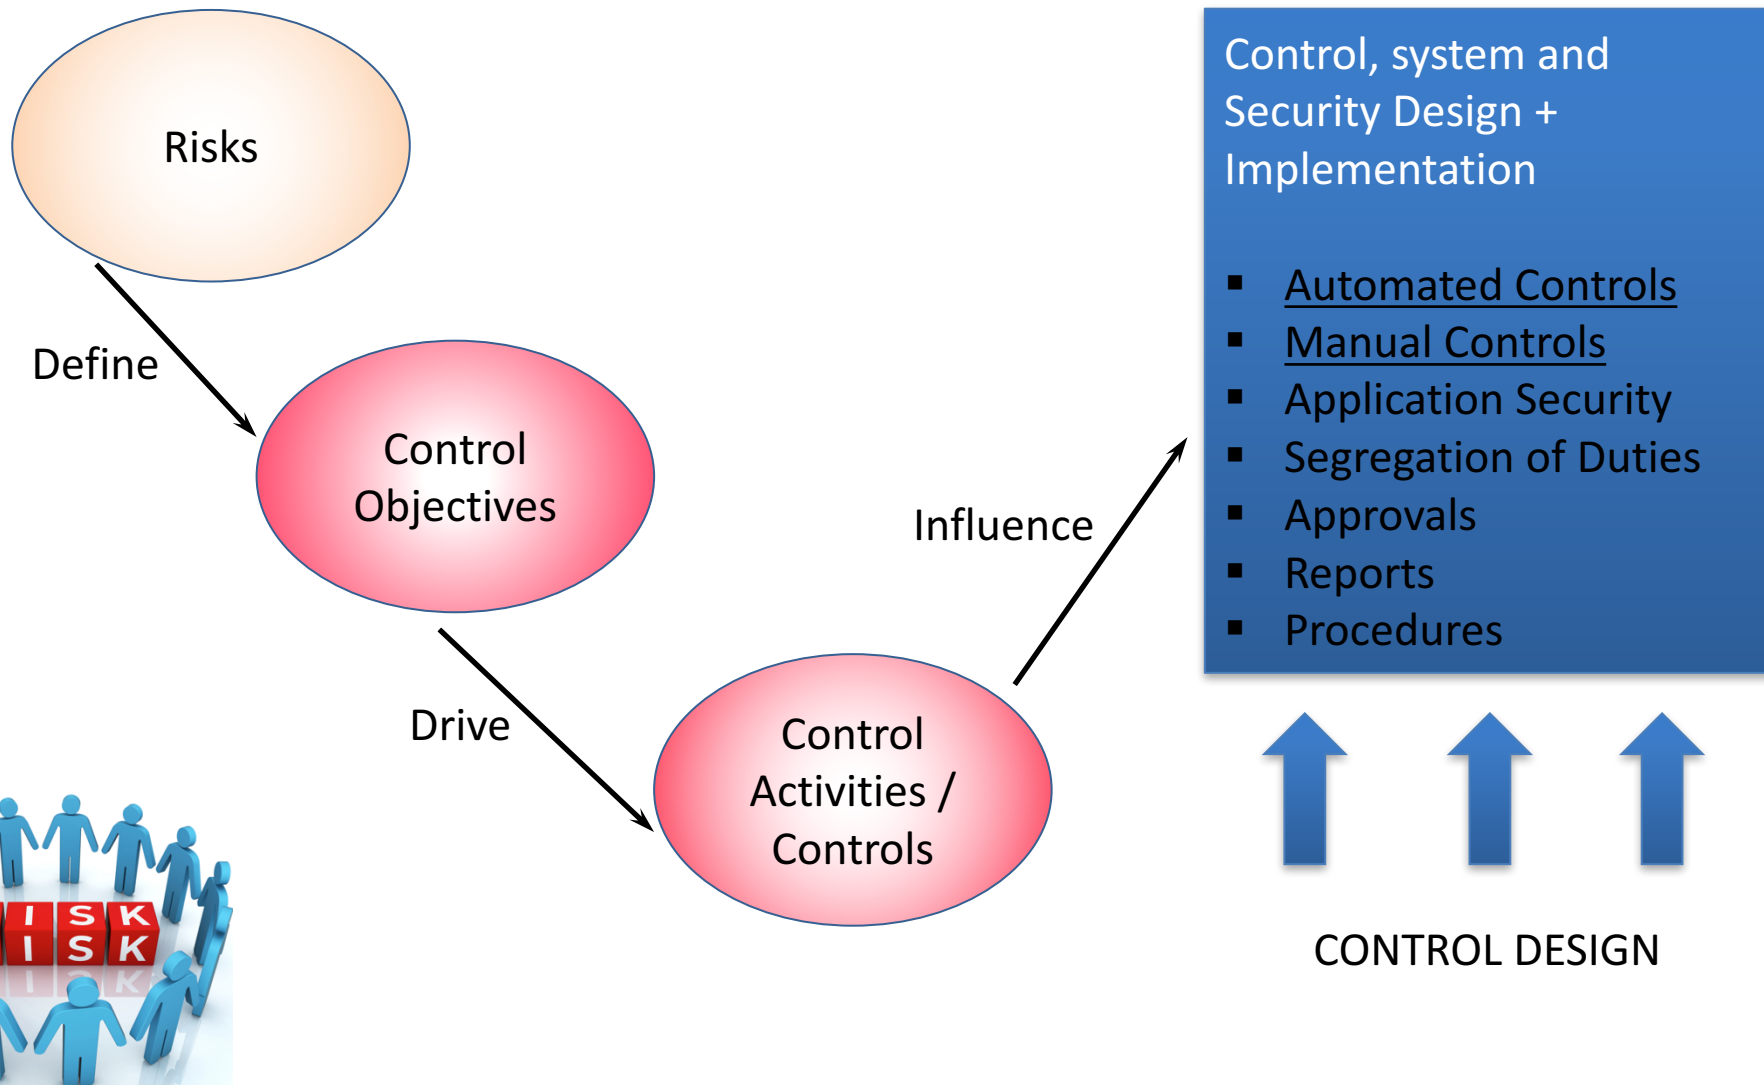 Risks
Define
Control
Objectives
Drive
Control
Activities /
Controls
Influence
Control, system and
Security Design +
Implementation
▪ Automated Controls
▪ Manual Controls
▪ Application Security
▪ Segregation of Duties
▪ Approvals
▪ Reports
▪ Procedures
CONTROL DESIGN
I S K
I S K